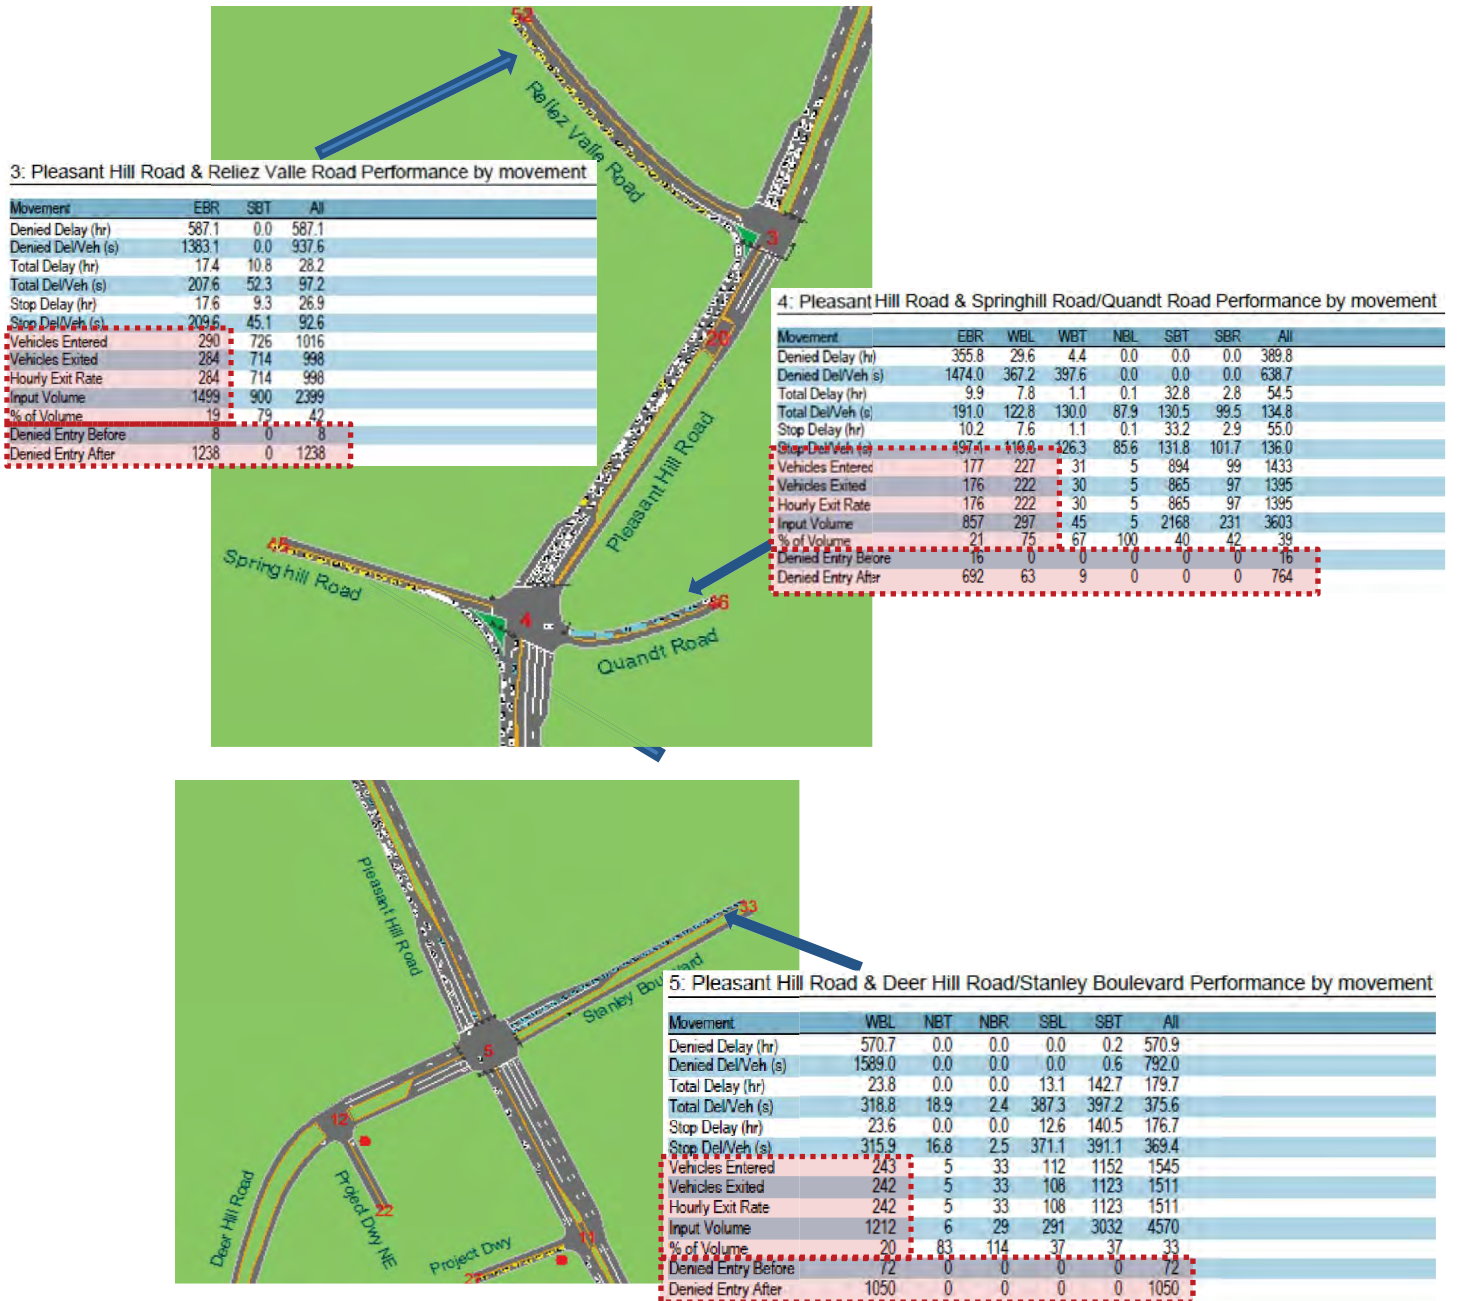 52
Reliez Valle Road
3: Pleasant Hill Road & Reliez Valle Road Performance by movement
Movement EBR SBT All
Denied Delay (hr) 587.1 0.0 587.1
Denied Del/Veh (s) 1383.1 0.0 937.6
Total Delay (hr) 17.4 10.8 28.2
Total Del/Veh (s) 207.6 52.3 97.2
Stop Delay (hr) 17.6 9.3 26.9
Stop Del/Veh (s) 209.6 45.1 92.6
Vehicles Entered 290 726 1016
Vehicles Exited 284 714 998
Hourly Exit Rate 284 714 998
Input Volume 1499 900 2399
% of Volume 19 79 42
Denied Entry Before 8 0 8
Denied Entry After 1238 0 1238
3
20
Pleasant Hill Road
4: Pleasant Hill Road & Springhill Road/Quandt Road Performance by movement
Movement EBR WBL WBT NBL SBT SBR All
Denied Delay (hr) 355.8 29.6 4.4 0.0 0.0 0.0 389.8
Denied Del/Veh (s) 1474.0 367.2 397.6 0.0 0.0 0.0 638.7
Total Delay (hr) 9.9 7.8 1.1 0.1 32.8 2.8 54.5
Total Del/Veh (s) 191.0 122.8 130.0 87.9 130.5 99.5 134.8
Stop Delay (hr) 10.2 7.6 1.1 0.1 33.2 2.9 55.0
Stop Del/Veh (s) 197.1 126.3 85.6 131.8 101.7 136.0
Vehicles Entered 177 227 31 5 894 99 1433
Vehicles Exited 176 222 30 5 865 97 1395
Hourly Exit Rate 176 222 30 5 865 97 1395
Input Volume 857 297 45 5 2168 231 3603
% of Volume 21 75 67 100 40 42 39
Denied Entry Before 16 0 0 0 0 0 16
Denied Entry After 692 63 9 0 0 0 764
45
Springhill Road
4
46
Quandt Road
Pleasant Hill Road
33
Stanley Boulevard
5
12
Deer Hill Road
Project Dwy NE
22
Project Dwy
11
5: Pleasant Hill Road & Deer Hill Road/Stanley Boulevard Performance by movement
Movement WBL NBT NBR SBL SBT All
Denied Delay (hr) 570.7 0.0 0.0 0.0 0.2 570.9
Denied Del/Veh (s) 1589.0 0.0 0.0 0.0 0.6 792.0
Total Delay (hr) 23.8 0.0 0.0 13.1 142.7 179.7
Total Del/Veh (s) 318.8 18.9 2.4 387.3 397.2 375.6
Stop Delay (hr) 23.6 0.0 0.0 12.6 140.5 176.7
Stop Del/Veh (s) 315.9 16.8 2.5 371.1 391.1 369.4
Vehicles Entered 243 5 33 112 1152 1545
Vehicles Exited 242 5 33 108 1123 1511
Hourly Exit Rate 242 5 33 108 1123 1511
Input Volume 1212 6 29 291 3032 4570
% of Volume 20 83 114 37 37 33
Denied Entry Before 72 0 0 0 0 72
Denied Entry After 1050 0 0 0 0 1050